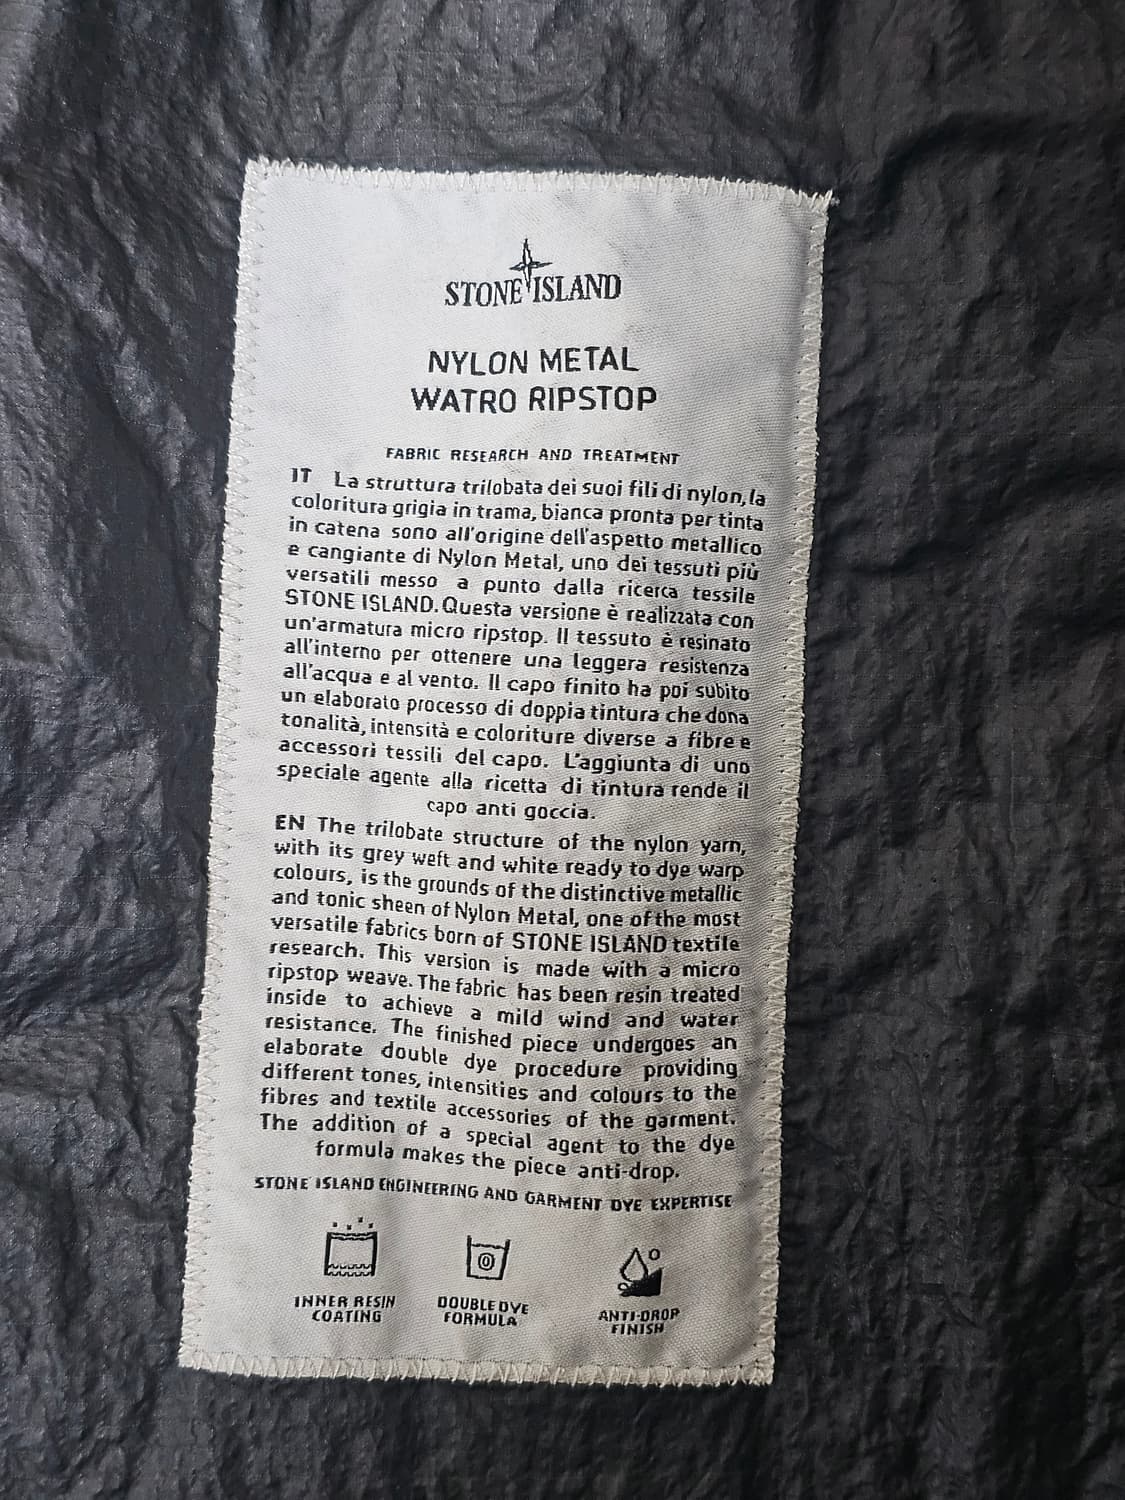 STONE ISLAND
NYLON METAL
WATRO RIPSTOP
FABRIC RESEARCH AND TREATMENT
IT La struttura trilobata dei suoi fili di nylon, la
coloritura grigia in trama, bianca pronta per tinta
in catena sono all'origine dell'aspetto metallico
e cangiante di Nylon Metal, uno dei tessuti più
versatili messo a punto dalla ricerca tessile
STONE ISLAND. Questa versione è realizzata con
un'armatura micro ripstop. Il tessuto è resinato
all'interno per ottenere una leggera resistenza
all'acqua e al vento. Il capo finito ha poi subito
un elaborato processo di doppia tintura che dona
tonalità, intensità e coloriture diverse a fibre e
accessori tessili del capo. L'aggiunta di uno
speciale agente alla ricetta di tintura rende il
capo anti goccia.
EN The trilobate structure of the nylon yarn,
with its grey weft and white ready to dye warp
colours, is the grounds of the distinctive metallic
and tonic sheen of Nylon Metal, one of the most
versatile fabrics born of STONE ISLAND textile
research. This version is made with a micro
ripstop weave. The fabric has been resin treated
inside to achieve a mild wind and water
resistance. The finished piece undergoes an
elaborate double dye procedure providing
different tones, intensities and colours to the
fibres and textile accessories of the garment.
The addition of a special agent to the dye
formula makes the piece anti-drop.
STONE ISLAND ENGINEERING AND GARMENT DYE EXPERTISE
INNER RESIN
COATING
DOUBLE DYE
FORMULA
ANTI-DROP
FINISH